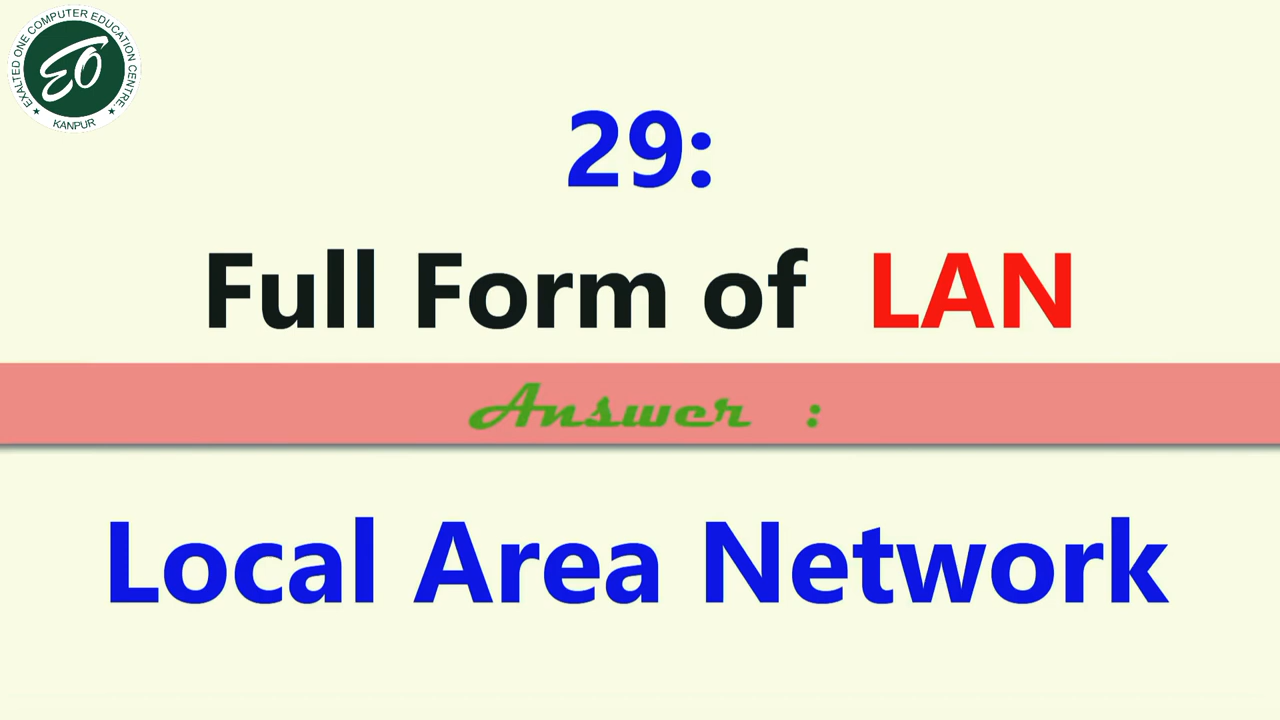 EXALTED ONE COMPUTER EDUCATION CENTRE
EO
KANPUR
29:
Full Form of LAN
Answer :
Local Area Network